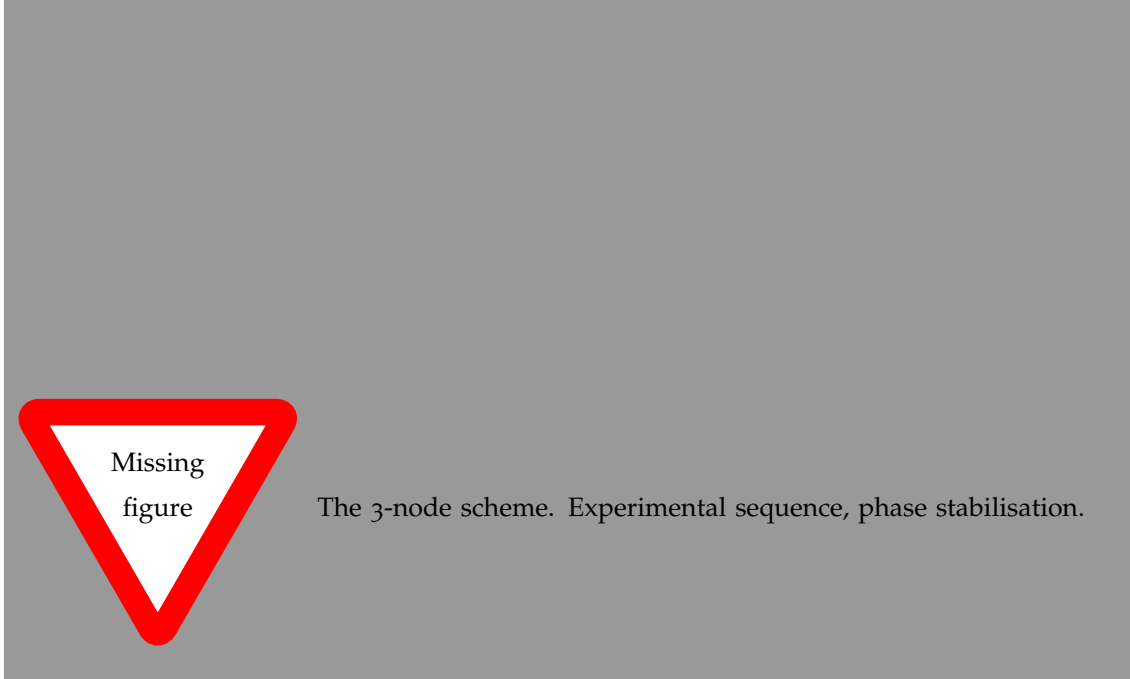 Missing
figure
The 3-node scheme. Experimental sequence, phase stabilisation.